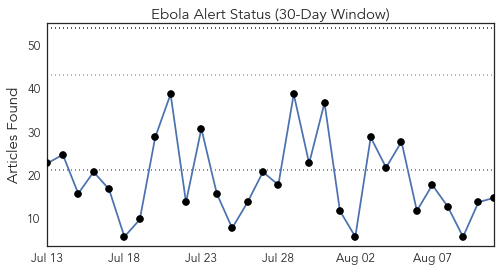 Ebola Alert Status (30-Day Window)
Articles Found
50
40
30
20
10
Jul 13 Jul 18 Jul 23 Jul 28 Aug 02 Aug 07